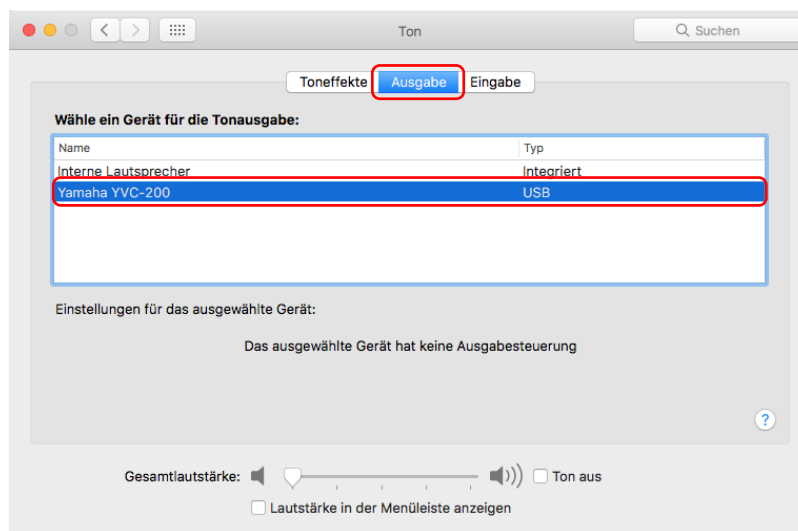 Ton
Suchen
Toneffekte Ausgabe Eingabe
Wähle ein Gerät für die Tonausgabe:
Name Typ
Interne Lautsprecher Integriert
Yamaha YVC-200 USB
Einstellungen für das ausgewählte Gerät:
Das ausgewählte Gerät hat keine Ausgabesteuerung
?
Gesamtlautstärke: Ton aus
Lautstärke in der Menüleiste anzeigen